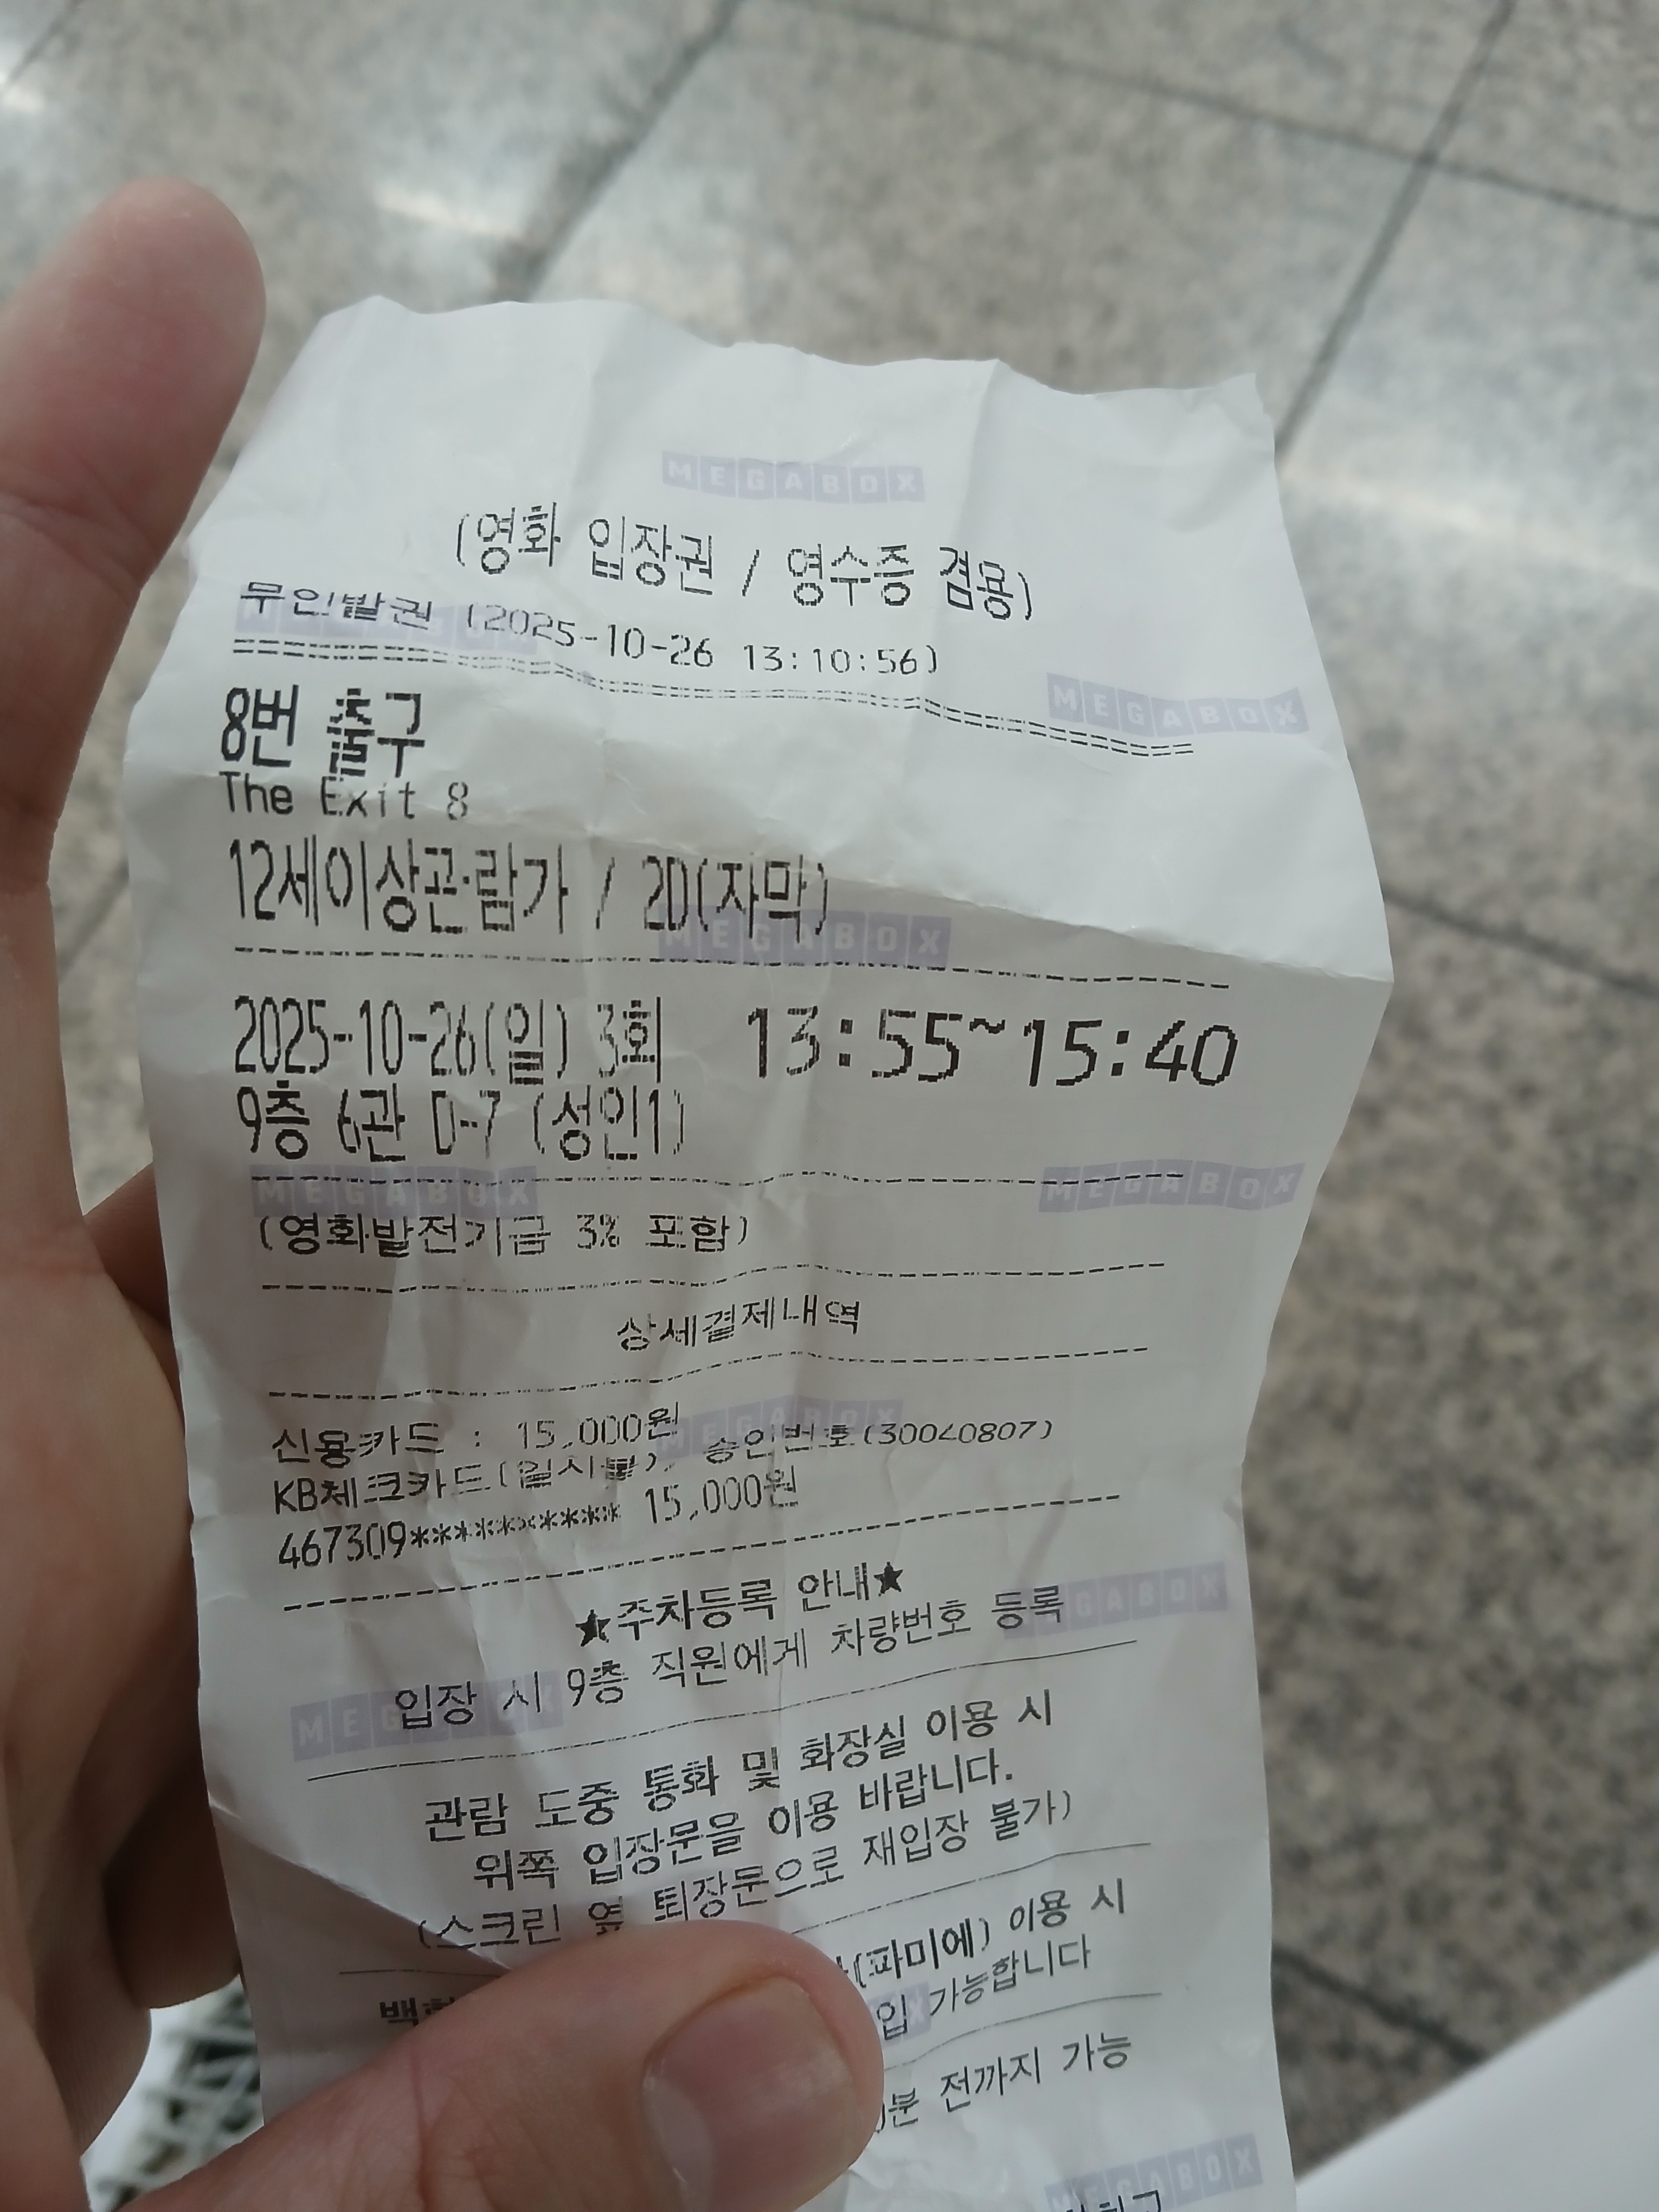 MEGABOX
(영화 입장권 / 영수증 겸용)
무인발권 (2025-10-26 13:10:56)
8번 출구
The Exit 8
12세이상관람가 / 2D(자막)
2025-10-26(일) 3회 13:55~15:40
9층 6관 D-7 (성인1)
(영화발전기금 3% 포함)
상세결제내역
신용카드 : 15,000원
KB체크카드(일시불), 승인번호(30040807)
467309********** 15,000원
★주차등록 안내★
입장 시 9층 직원에게 차량번호 등록
관람 도중 통화 및 화장실 이용 시
위쪽 입장문을 이용 바랍니다.
(스크린 옆 퇴장문으로 재입장 불가)
(파미에) 이용 시
입 가능합니다
분 전까지 가능
MEGABOX